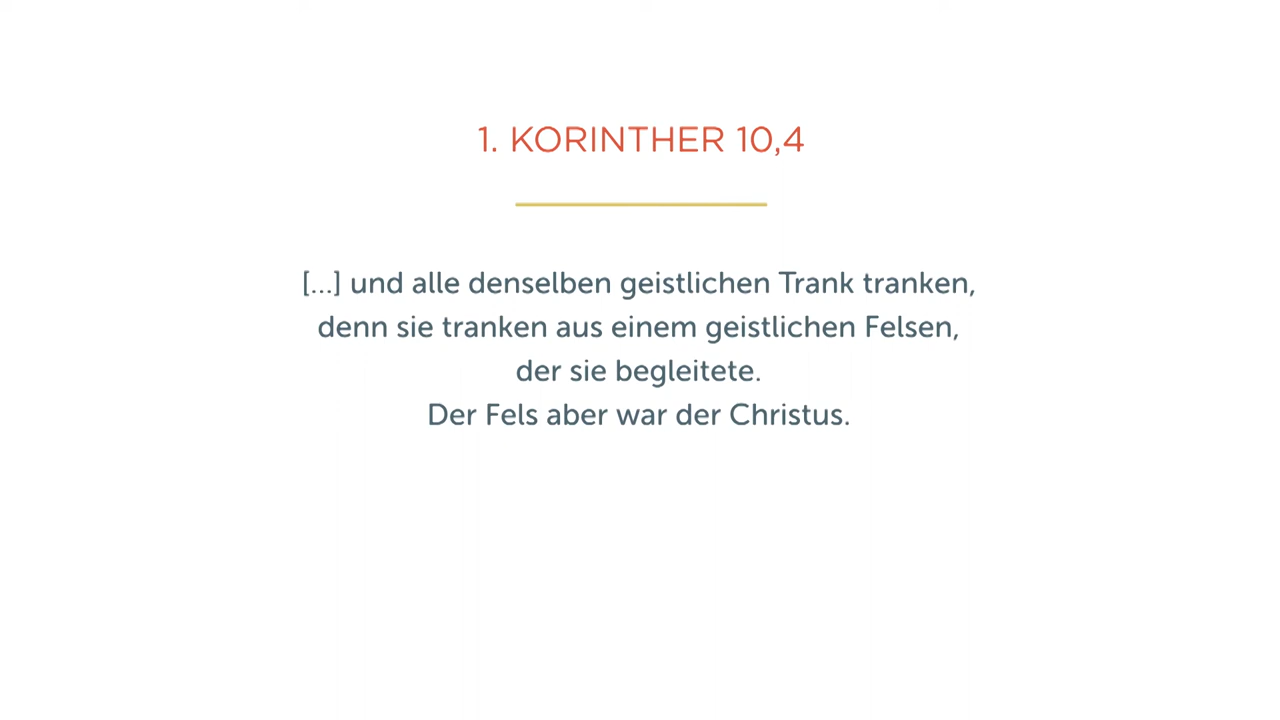 1. KORINTHER 10,4
[...] und alle denselben geistlichen Trank tranken,
denn sie tranken aus einem geistlichen Felsen,
der sie begleitete.
Der Fels aber war der Christus.